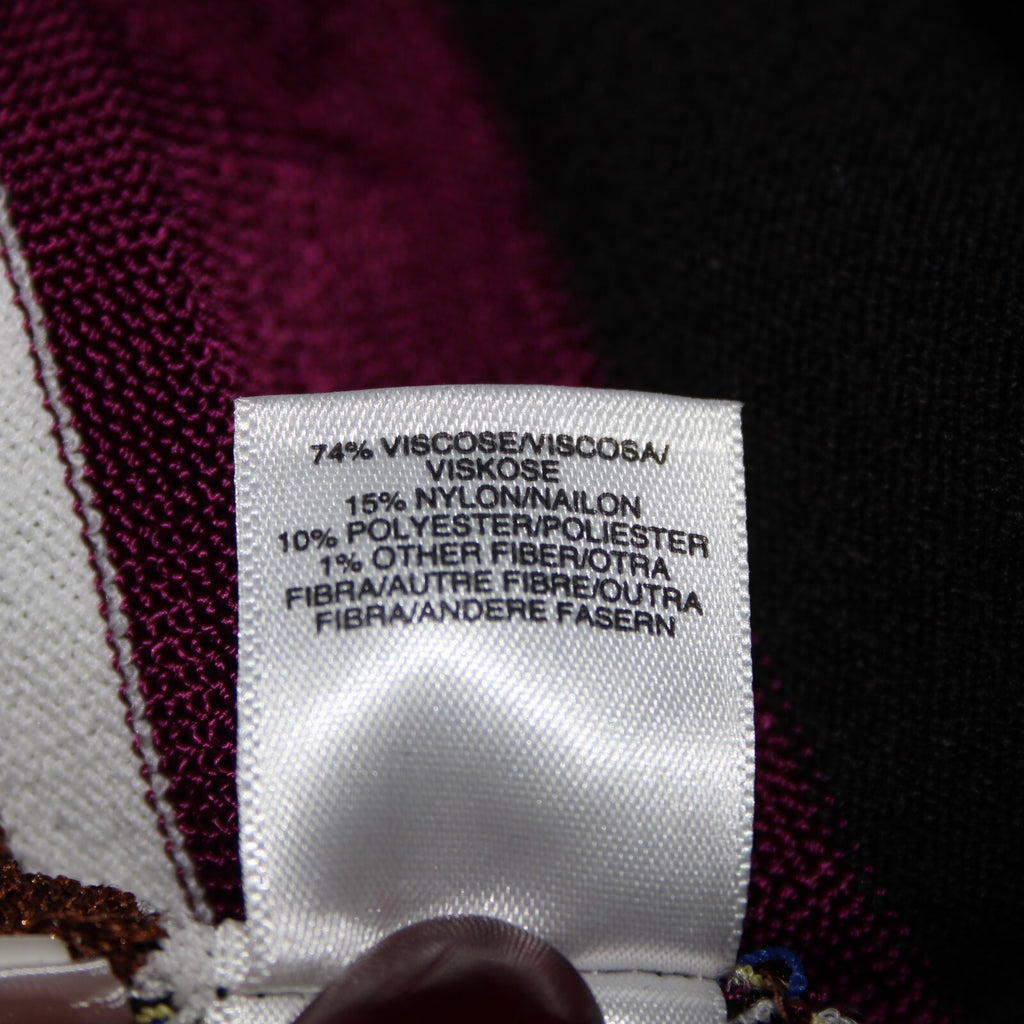 74% VISCOSE/VISCOSA/
VISKOSE
15% NYLON/NAILON
10% POLYESTER/POLIESTER
1% OTHER FIBER/OTRA
FIBRA/AUTRE FIBRE/OUTRA
FIBRA/ANDERE FASERN